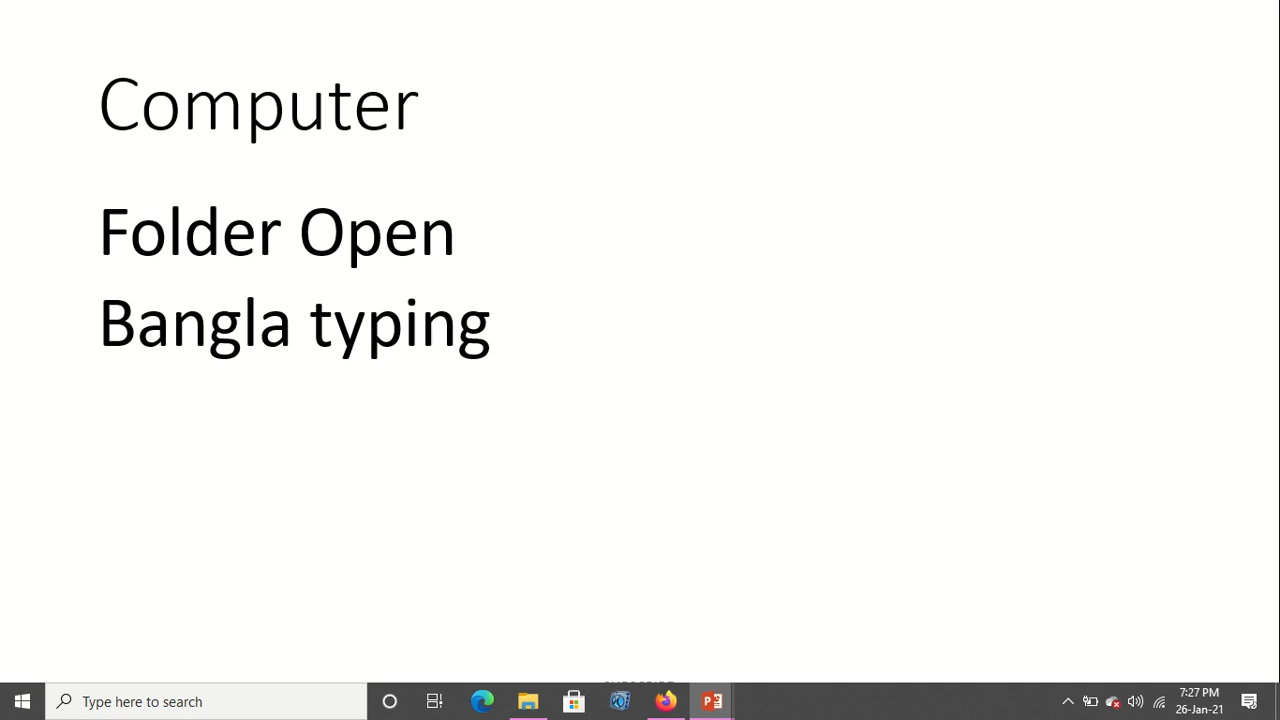 Computer
Folder Open
Bangla typing
Type here to search
7:27 PM
26-Jan-21